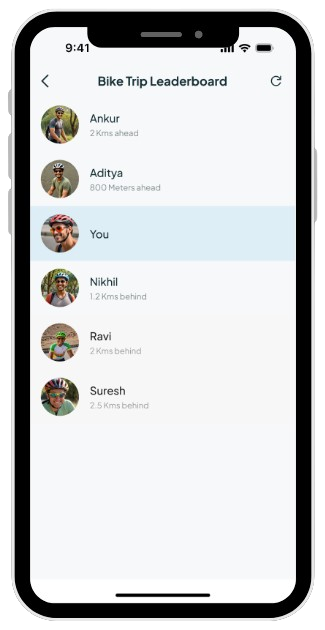 9:41
Bike Trip Leaderboard
Ankur
2 Kms ahead
Aditya
800 Meters ahead
You
Nikhil
1.2 Kms behind
Ravi
2 Kms behind
Suresh
2.5 Kms behind